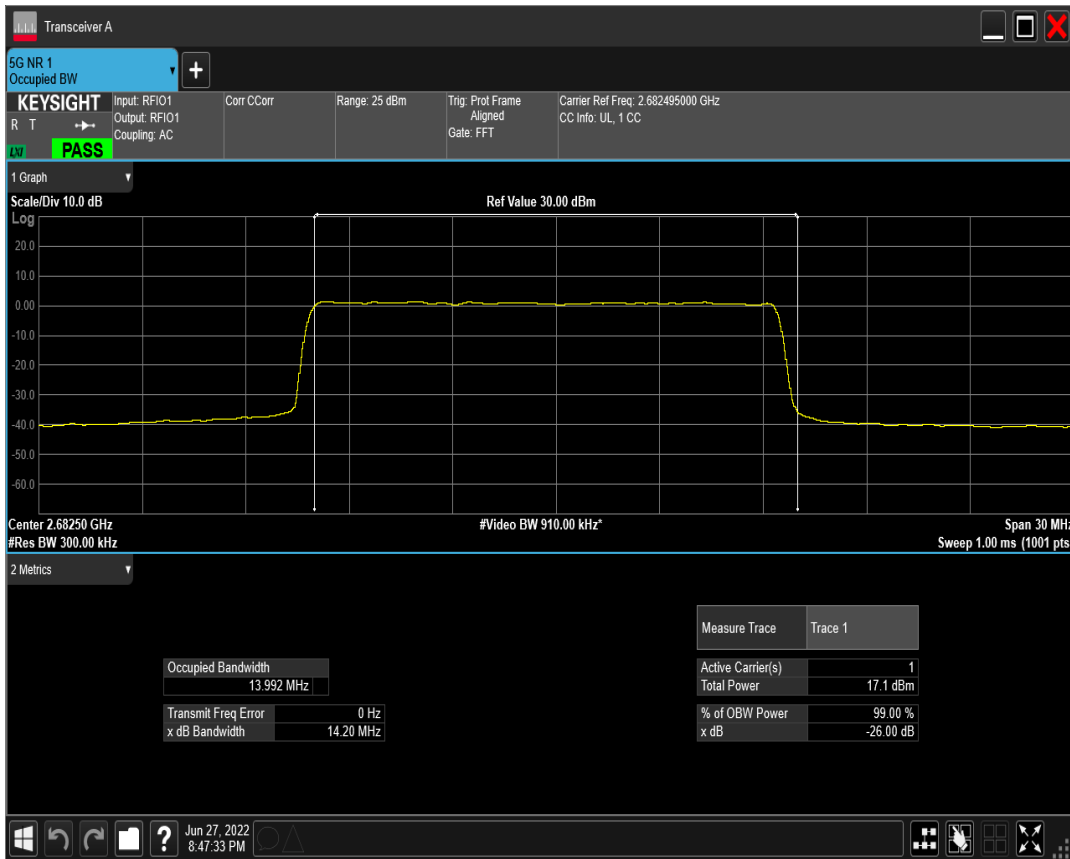 Transceiver A
5G NR 1
Occupied BW
KEYSIGHT
R T
LXI
PASS
Input: RFIO1
Output: RFIO1
Coupling: AC
Corr CCorr
Range: 25 dBm
Trig: Prot Frame
Aligned
Gate: FFT
Carrier Ref Freq: 2.682495000 GHz
CC Info: UL, 1 CC
1 Graph
Scale/Div 10.0 dB
Ref Value 30.00 dBm
Log
20.0
10.0
0.00
-10.0
-20.0
-30.0
-40.0
-50.0
-60.0
Center 2.68250 GHz
#Video BW 910.00 kHz*
Span 30 MHz
#Res BW 300.00 kHz
Sweep 1.00 ms (1001 pts
2 Metrics
Measure Trace Trace 1
Occupied Bandwidth
13.992 MHz
Active Carrier(s) 1
Total Power 17.1 dBm
Transmit Freq Error 0 Hz
x dB Bandwidth 14.20 MHz
% of OBW Power 99.00 %
x dB -26.00 dB
?
Jun 27, 2022
8:47:33 PM